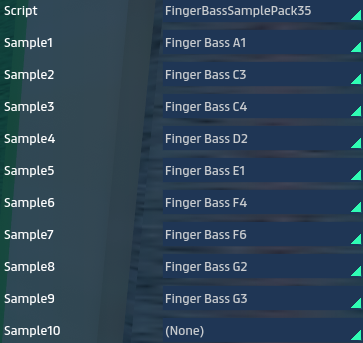 Script FingerBassSamplePack35
Sample1 Finger Bass A1
Sample2 Finger Bass C3
Sample3 Finger Bass C4
Sample4 Finger Bass D2
Sample5 Finger Bass E1
Sample6 Finger Bass F4
Sample7 Finger Bass F6
Sample8 Finger Bass G2
Sample9 Finger Bass G3
Sample10 (None)